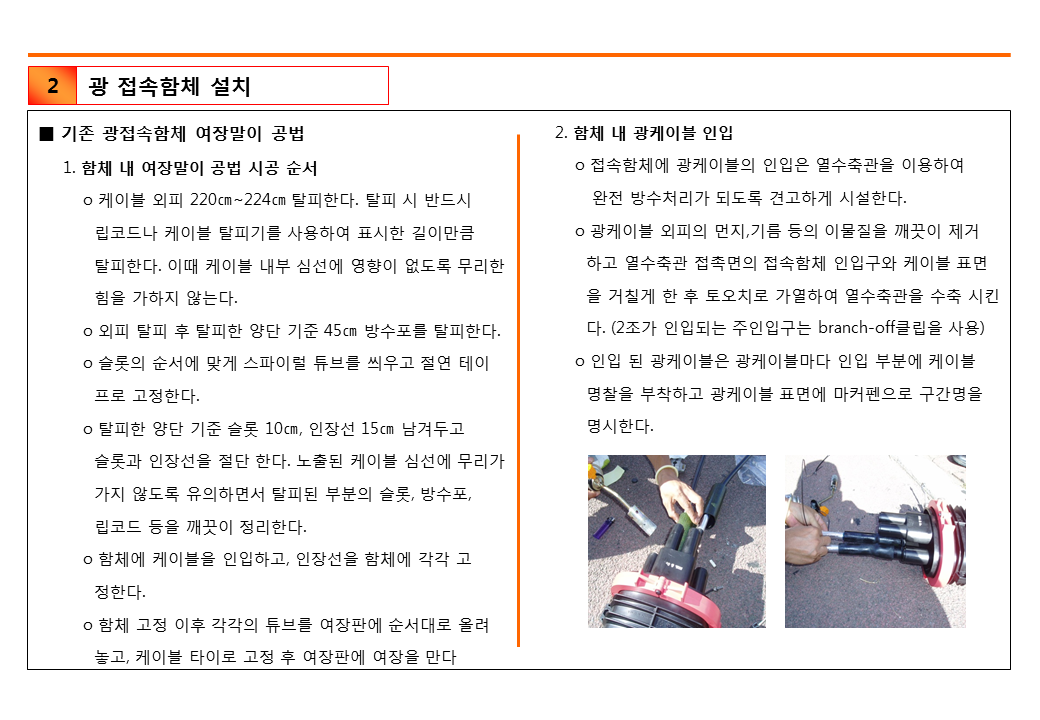 2
광 접속함체 설치
■ 기존 광접속함체 여장말이 공법
1. 함체 내 여장말이 공법 시공 순서
ο 케이블 외피 220㎝~224㎝ 탈피한다. 탈피 시 반드시
립코드나 케이블 탈피기를 사용하여 표시한 길이만큼
탈피한다. 이때 케이블 내부 심선에 영향이 없도록 무리한
힘을 가하지 않는다.
ο 외피 탈피 후 탈피한 양단 기준 45㎝ 방수포를 탈피한다.
ο 슬롯의 순서에 맞게 스파이럴 튜브를 씌우고 절연 테이
프로 고정한다.
ο 탈피한 양단 기준 슬롯 10㎝, 인장선 15㎝ 남겨두고
슬롯과 인장선을 절단 한다. 노출된 케이블 심선에 무리가
가지 않도록 유의하면서 탈피된 부분의 슬롯, 방수포,
립코드 등을 깨끗이 정리한다.
ο 함체에 케이블을 인입하고, 인장선을 함체에 각각 고
정한다.
ο 함체 고정 이후 각각의 튜브를 여장판에 순서대로 올려
놓고, 케이블 타이로 고정 후 여장판에 여장을 만다
2. 함체 내 광케이블 인입
ο 접속함체에 광케이블의 인입은 열수축관을 이용하여
완전 방수처리가 되도록 견고하게 시설한다.
ο 광케이블 외피의 먼지,기름 등의 이물질을 깨끗이 제거
하고 열수축관 접촉면의 접속함체 인입구와 케이블 표면
을 거칠게 한 후 토오치로 가열하여 열수축관을 수축 시킨
다. (2조가 인입되는 주인입구는 branch-off클립을 사용)
ο 인입 된 광케이블은 광케이블마다 인입 부분에 케이블
명찰을 부착하고 광케이블 표면에 마커펜으로 구간명을
명시한다.